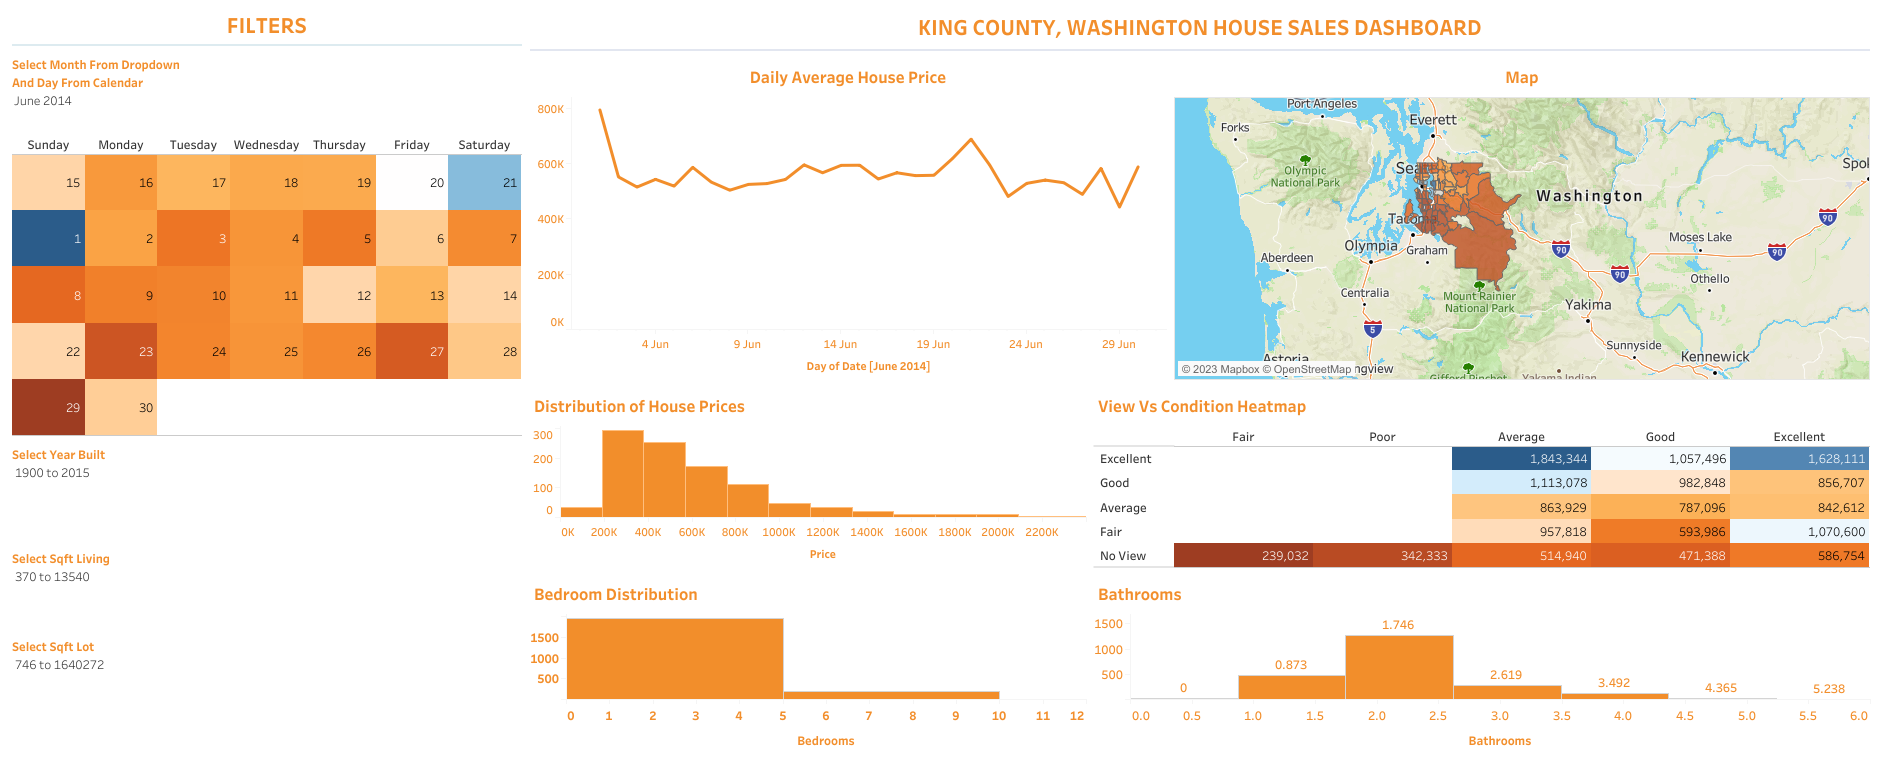 FILTERS
KING COUNTY, WASHINGTON HOUSE SALES DASHBOARD
Select Month From Dropdown
And Day From Calendar
June 2014
Sunday Monday Tuesday Wednesday Thursday Friday Saturday
15 16 17 18 19 20 21
1 2 3 4 5 6 7
8 9 10 11 12 13 14
22 23 24 25 26 27 28
29 30
Select Year Built
1900 to 2015
Select Sqft Living
370 to 13540
Select Sqft Lot
746 to 1640272
Daily Average House Price
800K
600K
400K
200K
0K
4 Jun 9 Jun 14 Jun 19 Jun 24 Jun 29 Jun
Day of Date [June 2014]
Map
Port Angeles
Forks
Everett
Olympic
National Park
Sea
Spok
Washington
90
Tacoma
Moses Lake
Olympia
Graham
90
90
Aberdeen
90
Othello
Centralia
Mount Rainier
National Park
Yakima
5
Sunnyside
Kennewick
Astoria
ngview
Gifford Pinchot
Yakama Indian
© 2023 Mapbox © OpenStreetMap
Distribution of House Prices
300
200
100
0
0K 200K 400K 600K 800K 1000K 1200K 1400K 1600K 1800K 2000K 2200K
Price
View Vs Condition Heatmap
Fair Poor Average Good Excellent
Excellent 1,843,344 1,057,496 1,628,111
Good 1,113,078 982,848 856,707
Average 863,929 787,096 842,612
Fair 957,818 593,986 1,070,600
No View 239,032 342,333 514,940 471,388 586,754
Bedroom Distribution
1500
1000
500
0 1 2 3 4 5 6 7 8 9 10 11 12
Bedrooms
Bathrooms
1500
1000
500
0 0.873 1.746 2.619 3.492 4.365 5.238
0.0 0.5 1.0 1.5 2.0 2.5 3.0 3.5 4.0 4.5 5.0 5.5 6.0
Bathrooms